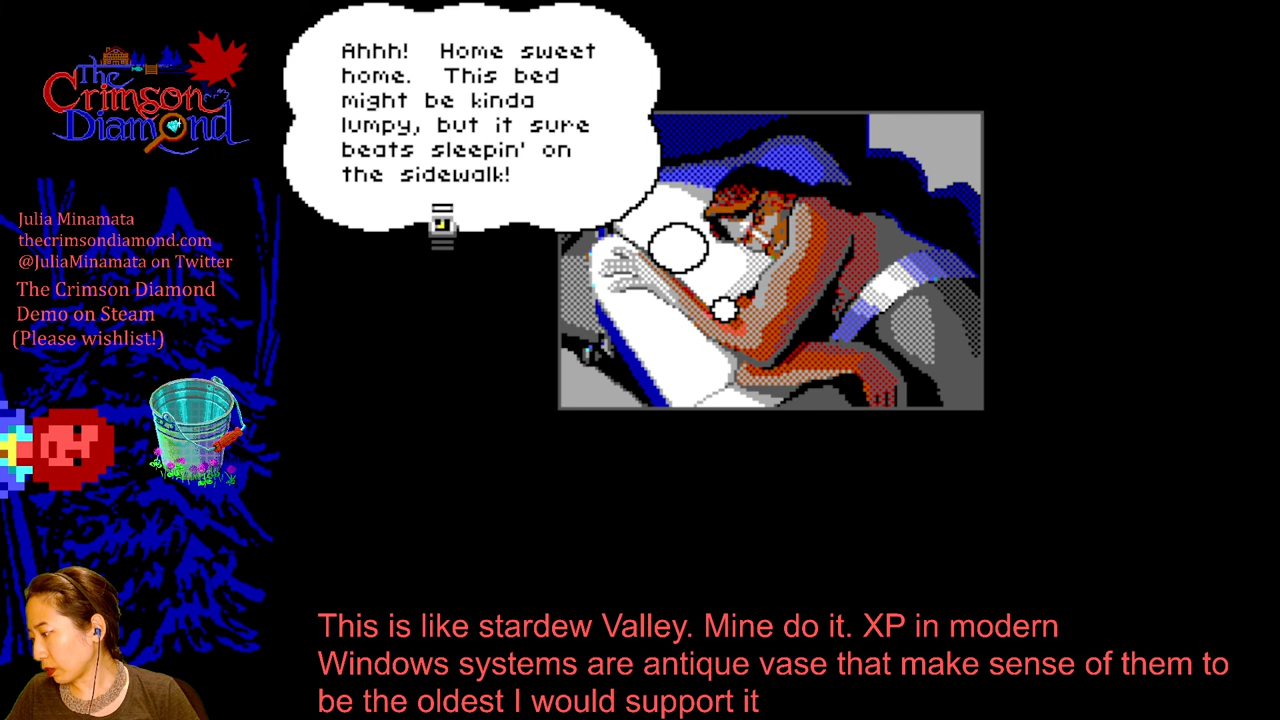 The
Crimson
Diamond
Ahhh! Home sweet
home. This bed
might be kinda
lumpy, but it sure
beats sleepin' on
the sidewalk!
Julia Minamata
thecrimsondiamond.com
@JuliaMinamata on Twitter
The Crimson Diamond
Demo on Steam
(Please wishlist!)
This is like stardew Valley. Mine do it. XP in modern
Windows systems are antique vase that make sense of them to
be the oldest I would support it